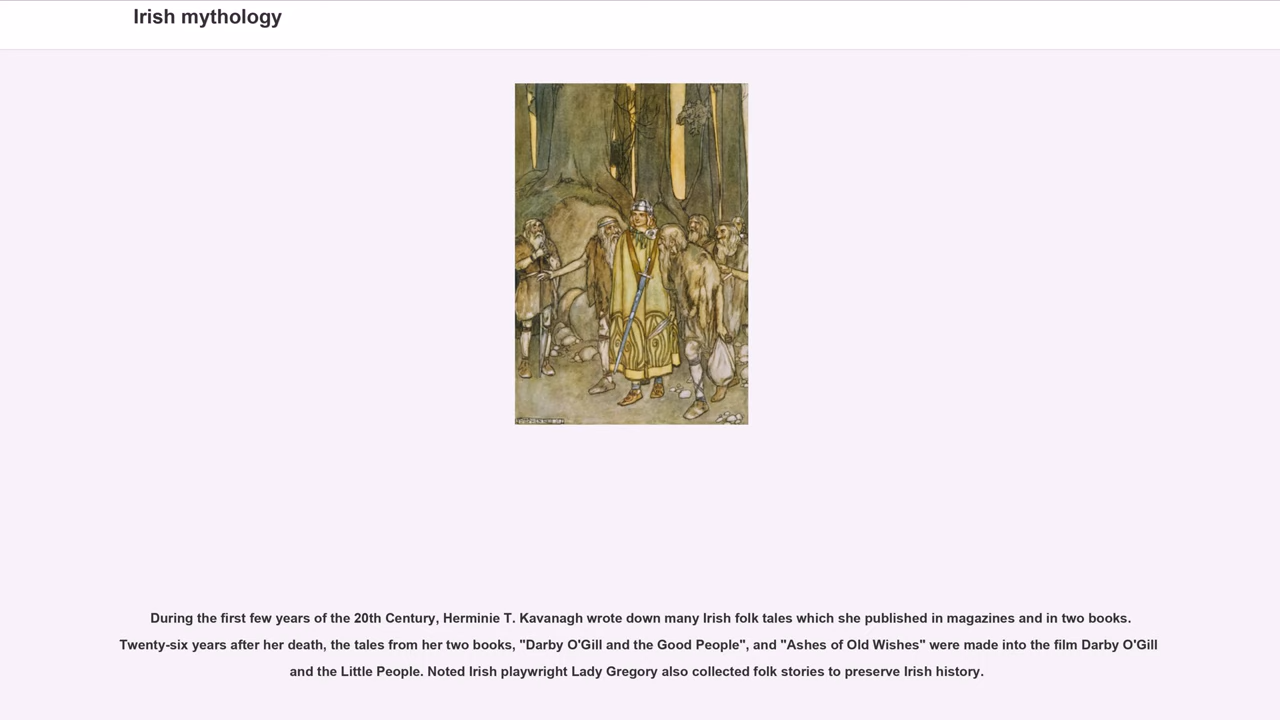 Irish mythology
During the first few years of the 20th Century, Herminie T. Kavanagh wrote down many Irish folk tales which she published in magazines and in two books.
Twenty-six years after her death, the tales from her two books, "Darby O'Gill and the Good People", and "Ashes of Old Wishes" were made into the film Darby O'Gill
and the Little People. Noted Irish playwright Lady Gregory also collected folk stories to preserve Irish history.